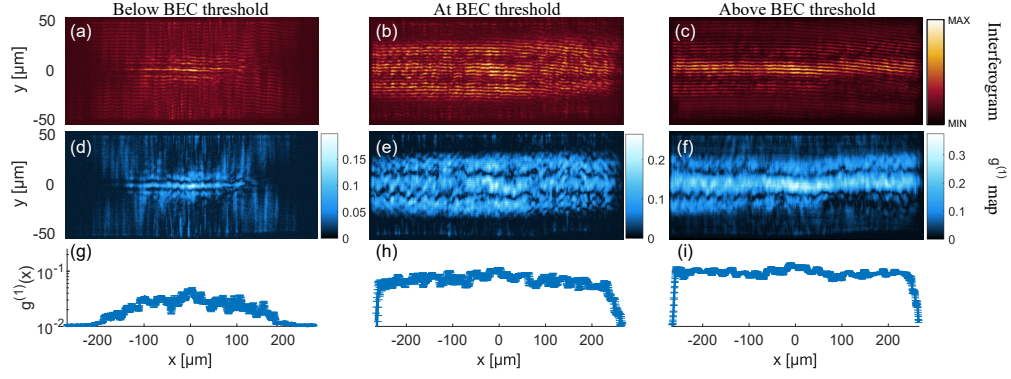 Below BEC threshold At BEC threshold Above BEC threshold
(a) (b) (c)
y [µm]
50
0
-50
MAX
MIN
Interferogram
(d) (e) (f)
y [µm]
50
0
-50
0.15
0.1
0.05
0
0.2
0.1
0.3
0.2
0.1
0
g(1) map
(g) (h) (i)
g(1)(x)
10-1
10-2
-200 -100 0 100 200 -200 -100 0 100 200 -200 -100 0 100 200
x [µm] x [µm] x [µm]